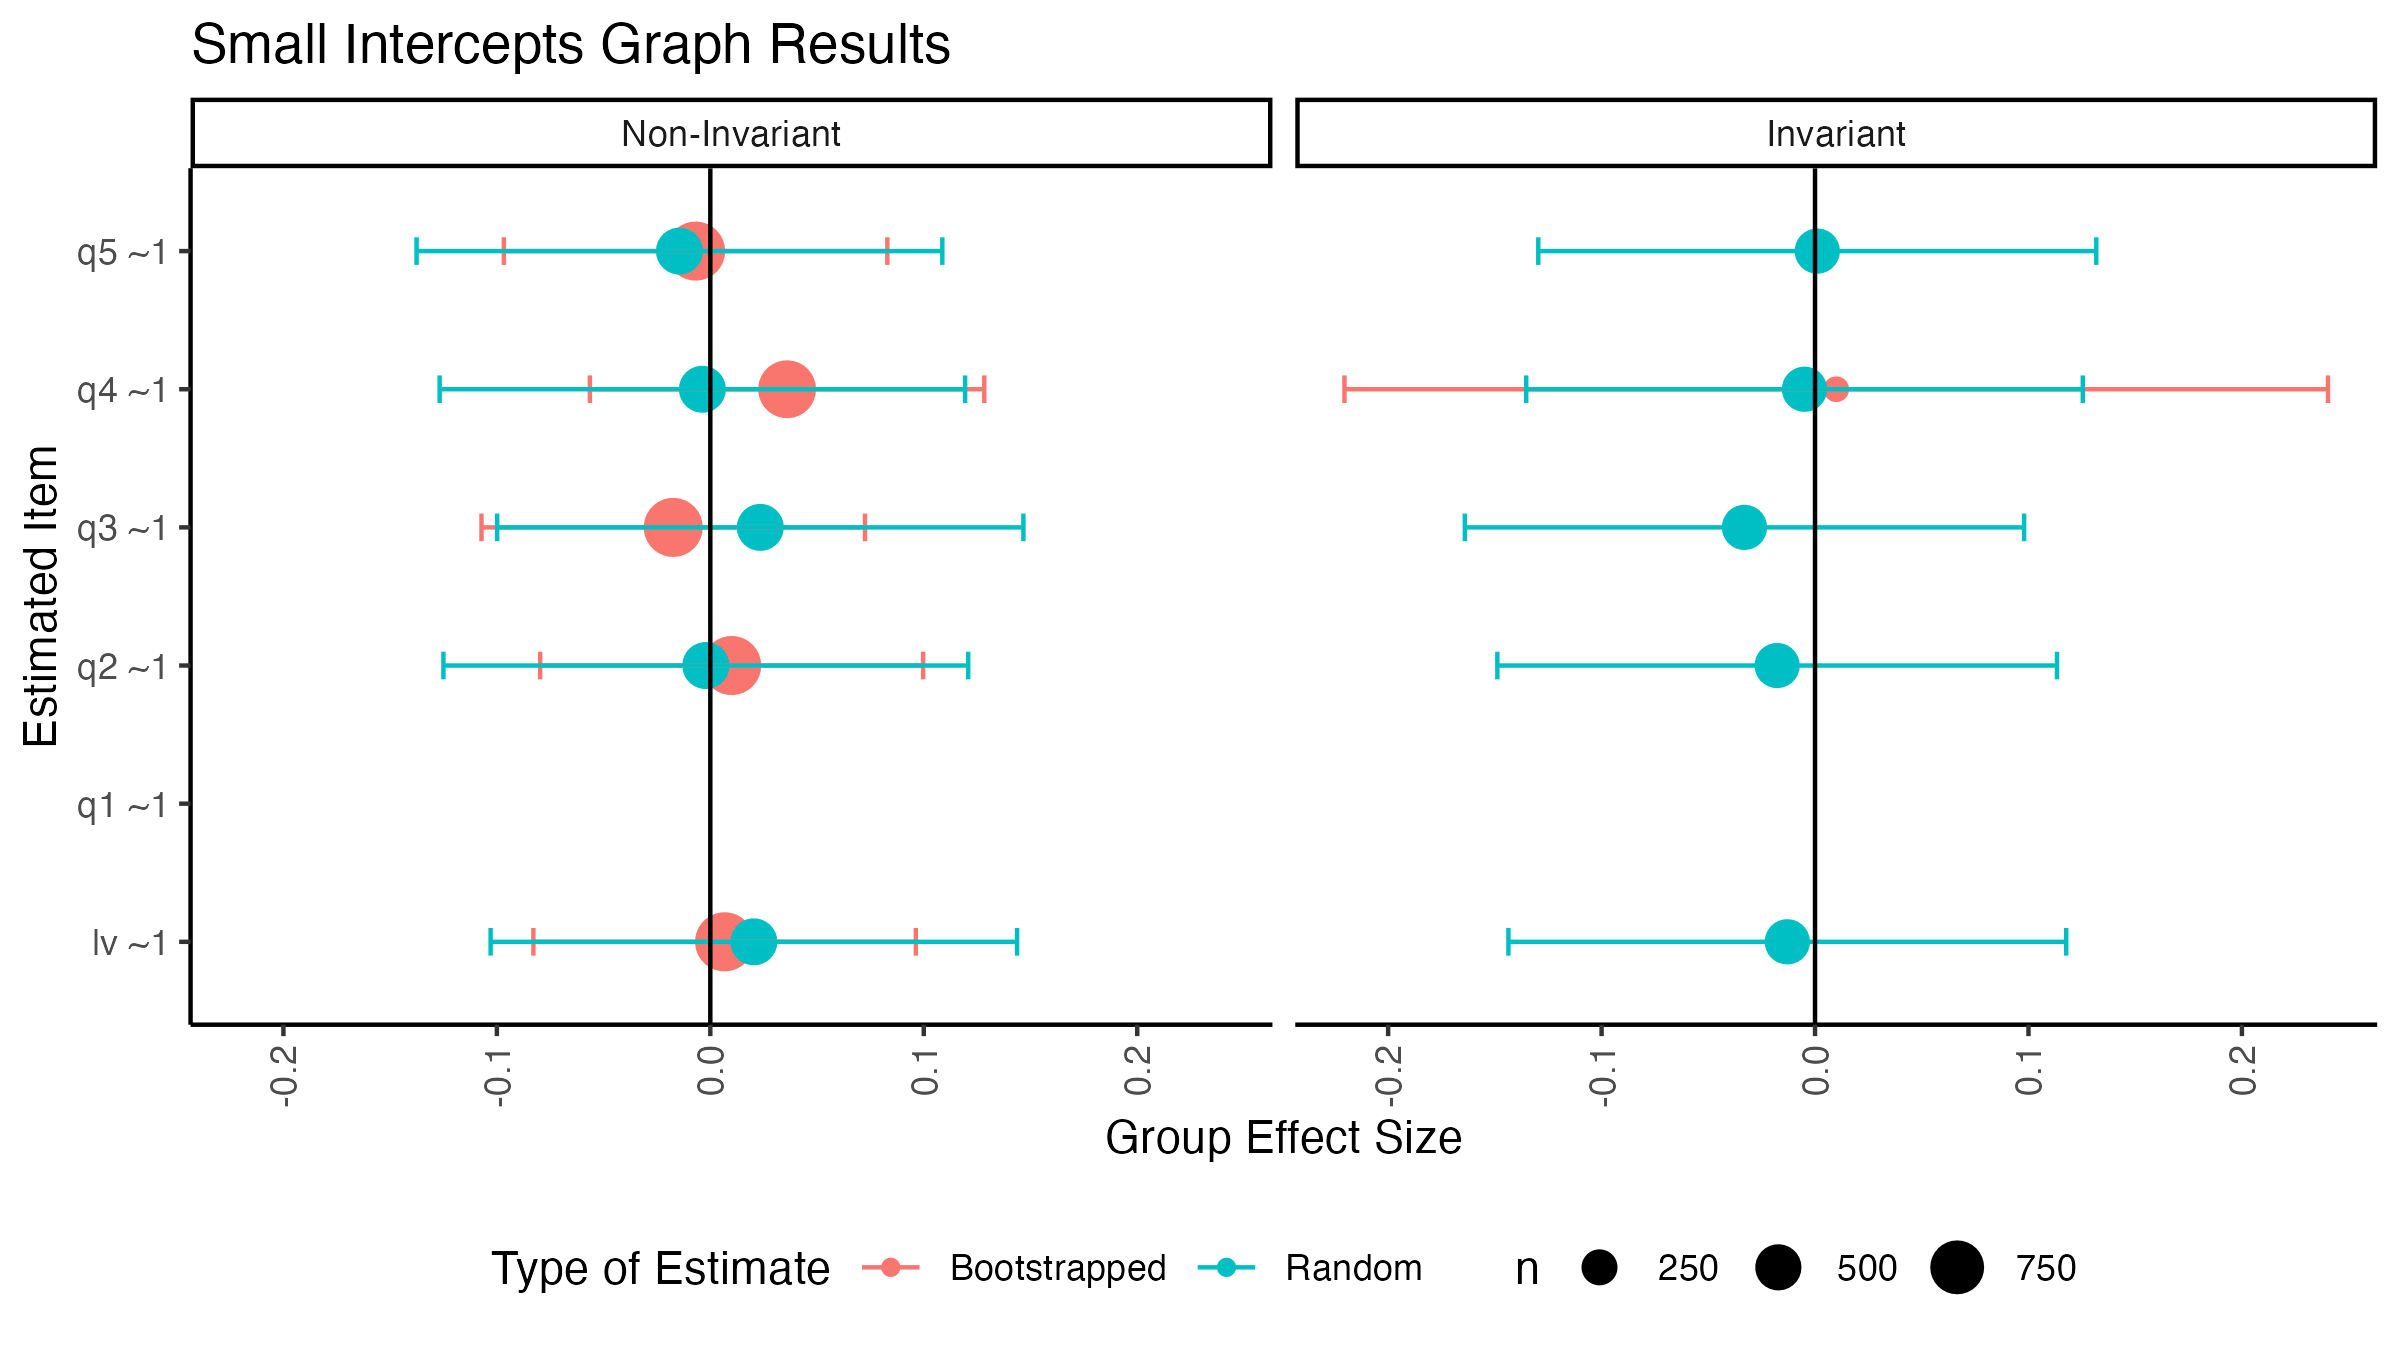 Small Intercepts Graph Results
Non-Invariant
Invariant
Estimated Item
q5 ~1
q4 ~1
q3 ~1
q2 ~1
q1 ~1
lv ~1
-0.2 -0.1 0.0 0.1 0.2
-0.2 -0.1 0.0 0.1 0.2
Group Effect Size
Type of Estimate Bootstrapped Random n 250 500 750